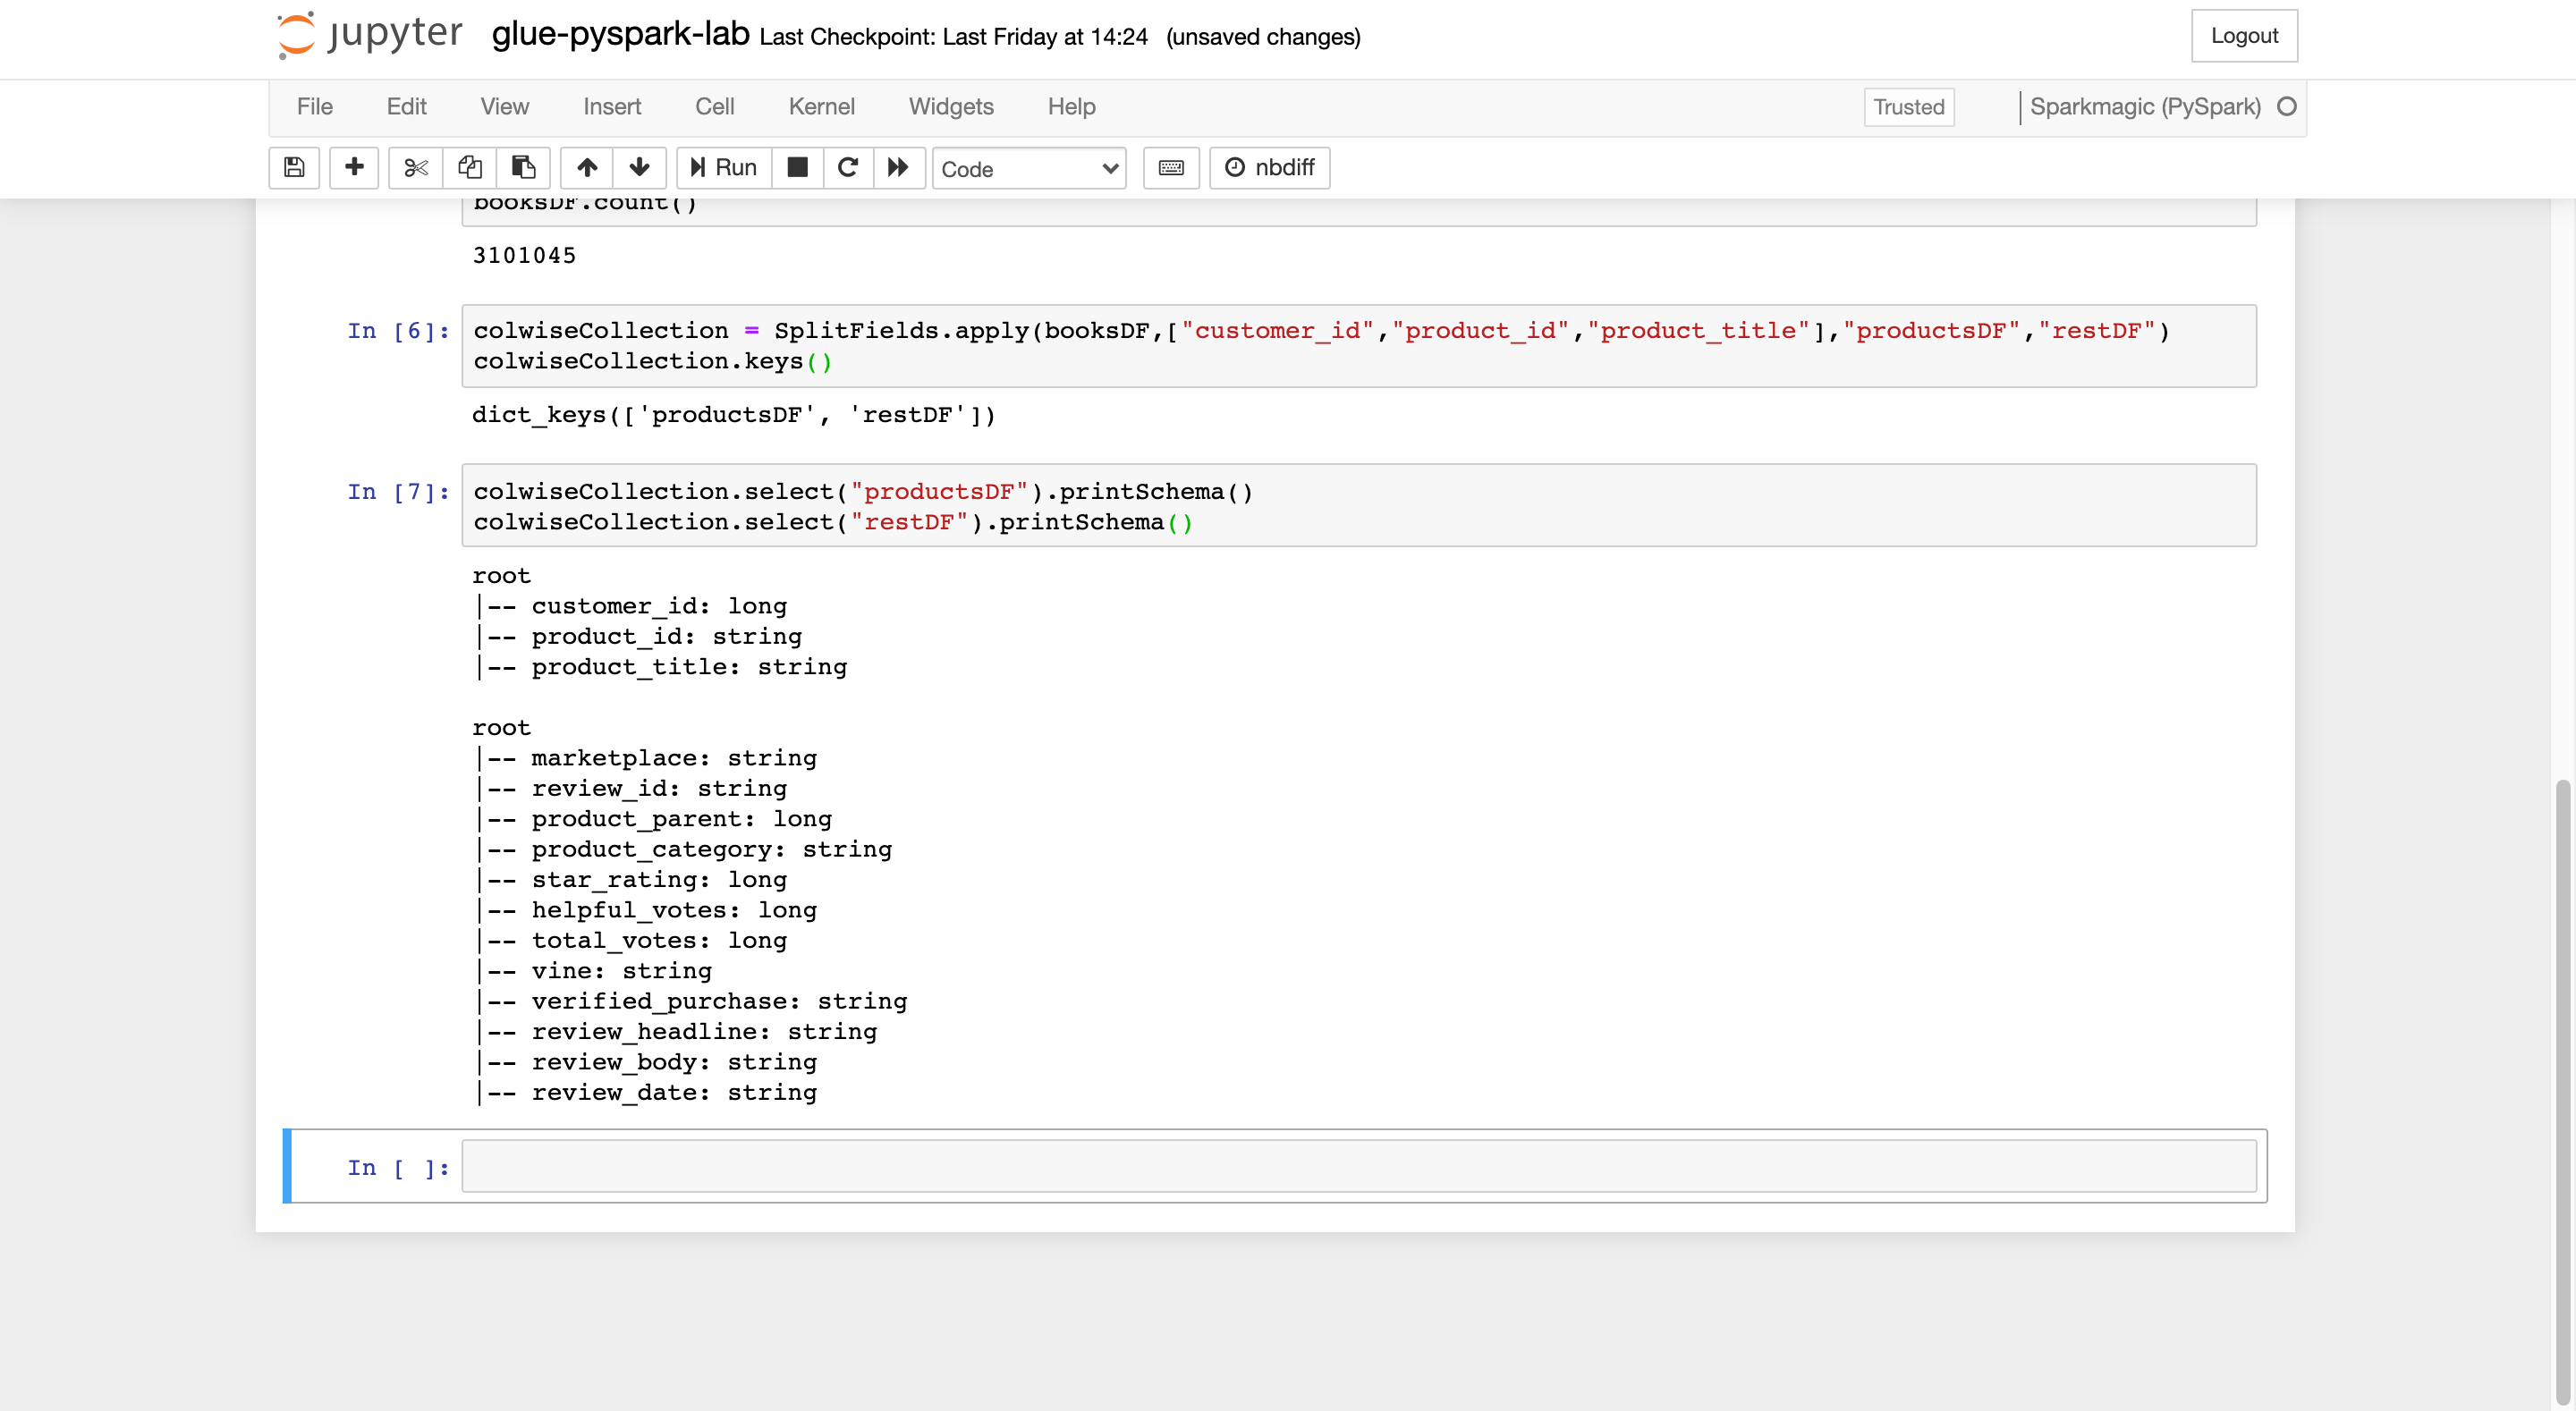 jupyter glue-pyspark-lab Last Checkpoint: Last Friday at 14:24 (unsaved changes) Logout
File Edit View Insert Cell Kernel Widgets Help Trusted Sparkmagic (PySpark)
Run Code nbdiff
booksDF.count()
3101045
In [6]: colwiseCollection = SplitFields.apply(booksDF,["customer_id","product_id","product_title"],"productsDF","restDF")
colwiseCollection.keys()
dict_keys(['productsDF', 'restDF'])
In [7]: colwiseCollection.select("productsDF").printSchema()
colwiseCollection.select("restDF").printSchema()
root
|-- customer_id: long
|-- product_id: string
|-- product_title: string
root
|-- marketplace: string
|-- review_id: string
|-- product_parent: long
|-- product_category: string
|-- star_rating: long
|-- helpful_votes: long
|-- total_votes: long
|-- vine: string
|-- verified_purchase: string
|-- review_headline: string
|-- review_body: string
|-- review_date: string
In [ ]: